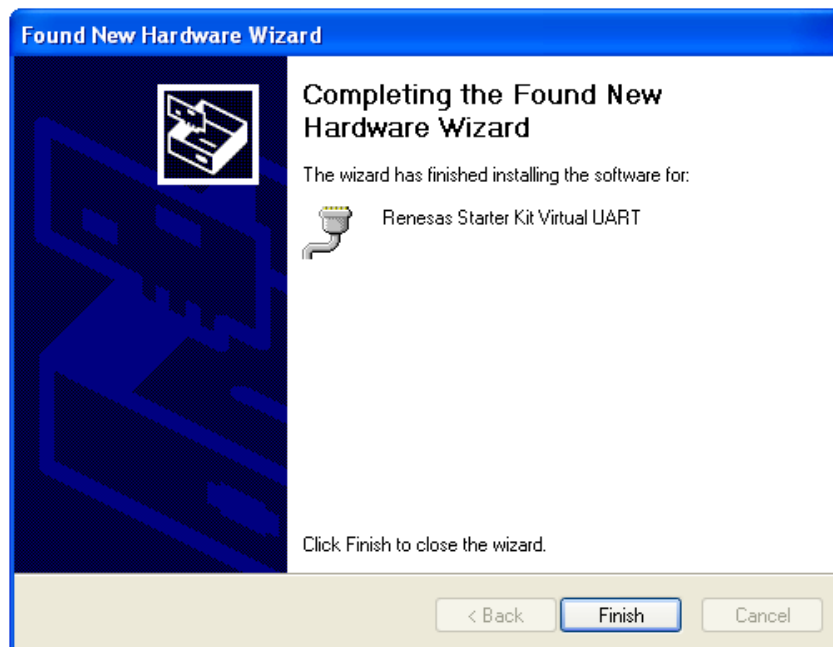 Found New Hardware Wizard
Completing the Found New
Hardware Wizard
The wizard has finished installing the software for:
Renesas Starter Kit Virtual UART
Click Finish to close the wizard.
< Back
Finish
Cancel